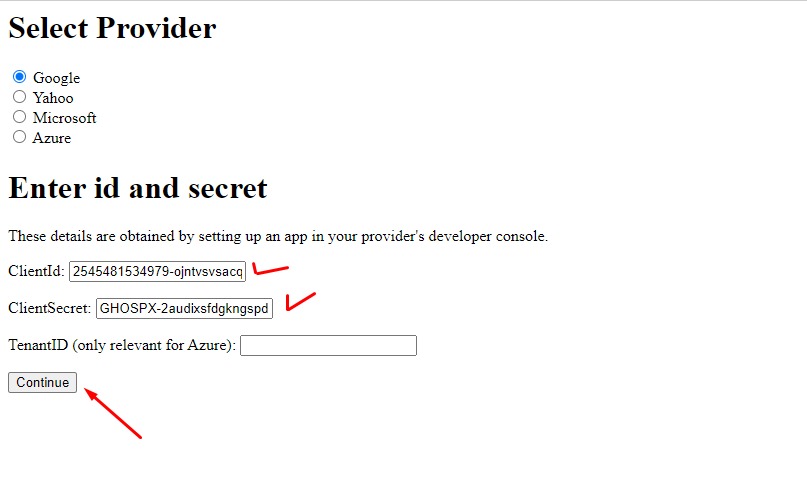 Select Provider
Google
Yahoo
Microsoft
Azure
Enter id and secret
These details are obtained by setting up an app in your provider's developer console.
ClientId: 2545481534979-ojntvsvsacq
ClientSecret: GHOSPX-2audixsfdgkngspd
TenantID (only relevant for Azure):
Continue